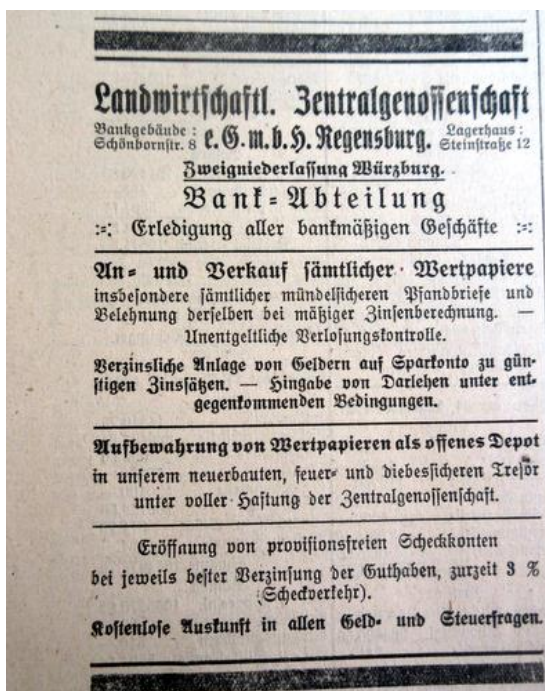 Landwirtschaftl. Zentralgenossenschaft
Bankgebäude :
Schönbornstr. 8
e.G.m.b.H. Regensburg.
Lagerhaus :
Steinstraße 12
Zweigniederlassung Würzburg.
Bank-Abteilung
:-: Erledigung aller bankmäßigen Geschäfte :-:
An- und Verkauf sämtlicher Wertpapiere
insbesondere sämtlicher mündelsicheren Pfandbriefe und
Belehnung derselben bei mäßiger Zinsenberechnung. —
Unentgeltliche Verlosungskontrolle.
Verzinsliche Anlage von Geldern auf Sparkonto zu gün-
stigen Zinssätzen. — Hingabe von Darlehen unter ent-
gegenkommenden Bedingungen.
Aufbewahrung von Wertpapieren als offenes Depot
in unserem neuerbauten, feuer- und diebessicheren Tresor
unter voller Haftung der Zentralgenossenschaft.
Eröffnung von provisionsfreien Scheckkonten
bei jeweils bester Verzinsung der Guthaben, zurzeit 3 %
(Scheckverkehr).
Kostenlose Auskunft in allen Geld- und Steuerfragen.